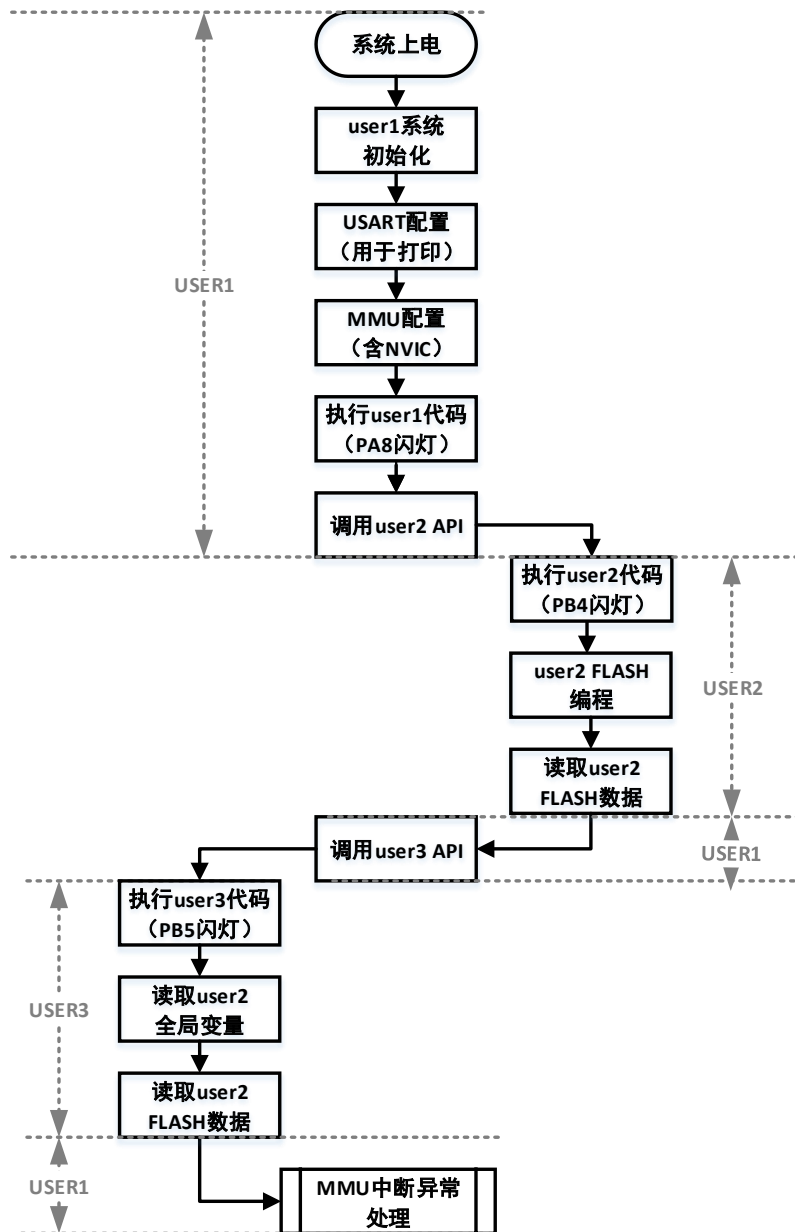 系统上电
user1系统
初始化
USART配置
（用于打印）
USER1
MMU配置
（含NVIC）
执行user1代码
（PA8闪灯）
调用user2 API
执行user2代码
（PB4闪灯）
user2 FLASH
编程
USER2
读取user2
FLASH数据
调用user3 API
USER1
执行user3代码
（PB5闪灯）
读取user2
全局变量
USER3
读取user2
FLASH数据
USER1
MMU中断异常
处理